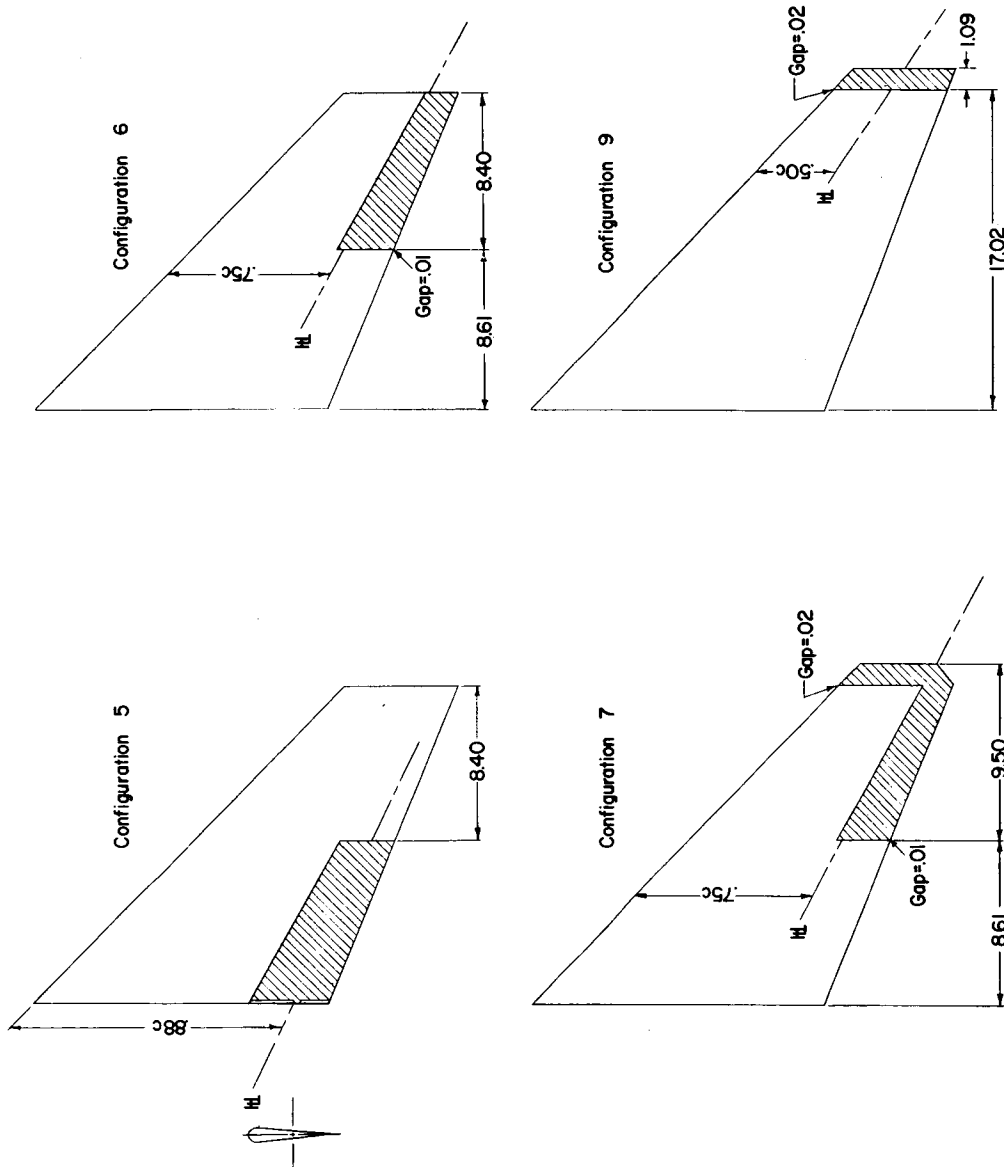 Configuration 5
.88c
HL
8.40
Configuration 6
.75c
HL
Gap=.01
8.61
8.40
Configuration 7
Gap=.02
.75c
HL
Gap=.01
8.61
9.50
Configuration 9
Gap=.02
.50c
HL
1.09
17.02